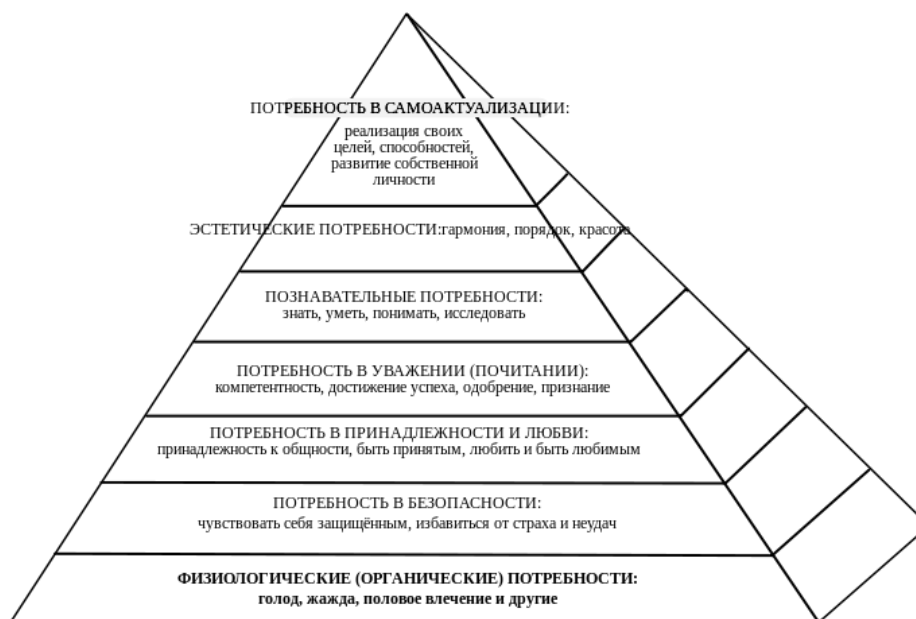 ПОТРЕБНОСТЬ В САМОАКТУАЛИЗАЦИИ:
реализация своих
целей, способностей,
развитие собственной
личности
ЭСТЕТИЧЕСКИЕ ПОТРЕБНОСТИ:гармония, порядок, красота
ПОЗНАВАТЕЛЬНЫЕ ПОТРЕБНОСТИ:
знать, уметь, понимать, исследовать
ПОТРЕБНОСТЬ В УВАЖЕНИИ (ПОЧИТАНИИ):
компетентность, достижение успеха, одобрение, признание
ПОТРЕБНОСТЬ В ПРИНАДЛЕЖНОСТИ И ЛЮБВИ:
принадлежность к общности, быть принятым, любить и быть любимым
ПОТРЕБНОСТЬ В БЕЗОПАСНОСТИ:
чувствовать себя защищённым, избавиться от страха и неудач
ФИЗИОЛОГИЧЕСКИЕ (ОРГАНИЧЕСКИЕ) ПОТРЕБНОСТИ:
голод, жажда, половое влечение и другие